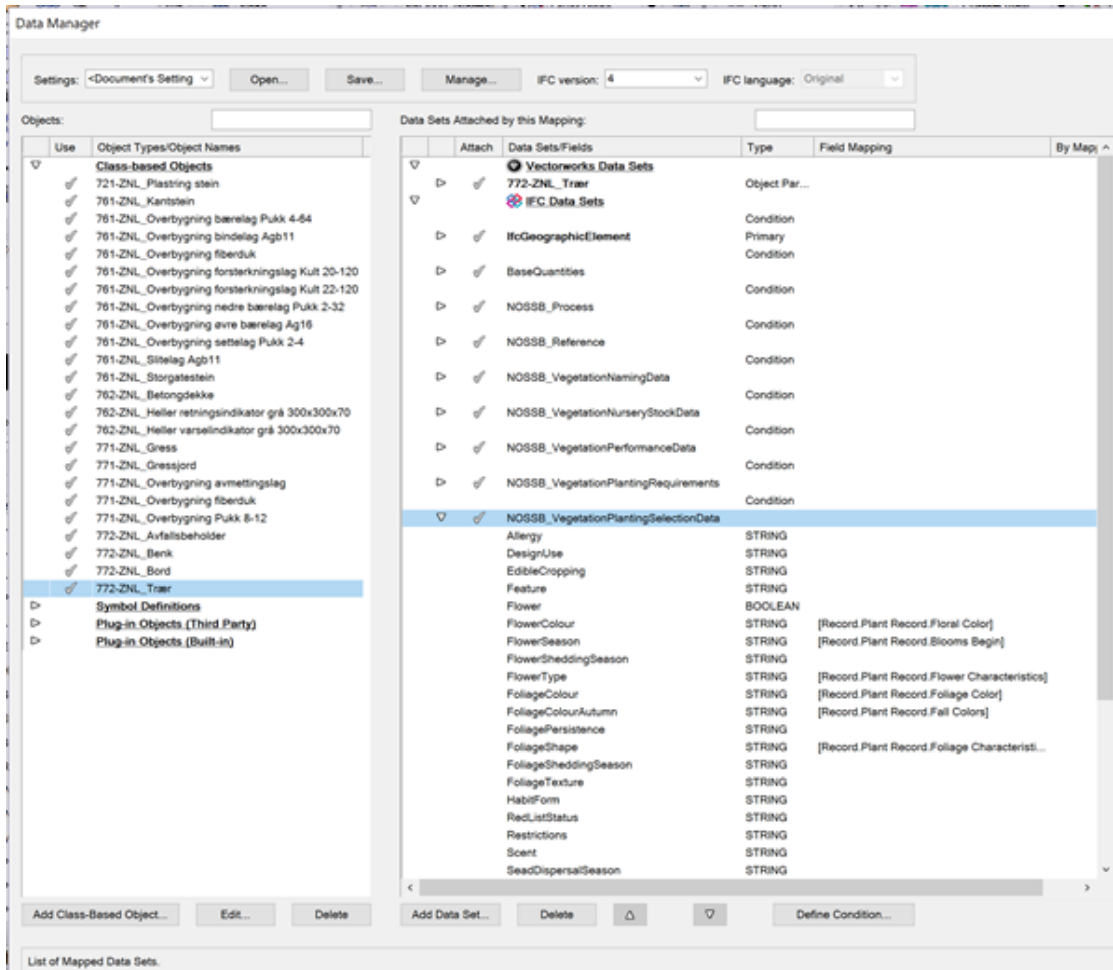 Data Manager
Settings: <Document's Setting Open... Save... Manage... IFC version: 4 IFC language: Original
Objects:
Use Object Types/Object Names
Class-based Objects
721-ZNL_Plastring stein
761-ZNL_Kantstein
761-ZNL_Overbygning bærelag Pukk 4-64
761-ZNL_Overbygning bindelag Agb11
761-ZNL_Overbygning fiberduk
761-ZNL_Overbygning forsterkningslag Kult 20-120
761-ZNL_Overbygning forsterkningslag Kult 22-120
761-ZNL_Overbygning nedre bærelag Pukk 2-32
761-ZNL_Overbygning øvre bærelag Ag16
761-ZNL_Overbygning settelag Pukk 2-4
761-ZNL_Slitelag Agb11
761-ZNL_Storgatestein
762-ZNL_Betongdekke
762-ZNL_Heller retningsindikator grå 300x300x70
762-ZNL_Heller varselindikator grå 300x300x70
771-ZNL_Gress
771-ZNL_Gressjord
771-ZNL_Overbygning avrettingslag
771-ZNL_Overbygning fiberduk
771-ZNL_Overbygning Pukk 8-12
772-ZNL_Avfallsbeholder
772-ZNL_Benk
772-ZNL_Bord
772-ZNL_Trær
Symbol Definitions
Plug-in Objects (Third Party)
Plug-in Objects (Built-in)
Add Class-Based Object... Edit... Delete
Data Sets Attached by this Mapping:
Attach Data Sets/Fields Type Field Mapping By Mapp
Vectorworks Data Sets
772-ZNL_Trær Object Par...
IFC Data Sets
Condition
IfcGeographicElement Primary
Condition
BaseQuantities
Condition
NOSSB_Process
Condition
NOSSB_Reference
Condition
NOSSB_VegetationNamingData
Condition
NOSSB_VegetationNurseryStockData
Condition
NOSSB_VegetationPerformanceData
Condition
NOSSB_VegetationPlantingRequirements
Condition
NOSSB_VegetationPlantingSelectionData
Allergy STRING
DesignUse STRING
EdibleCropping STRING
Feature STRING
Flower BOOLEAN
FlowerColour STRING [Record.Plant Record.Floral Color]
FlowerSeason STRING [Record.Plant Record.Blooms Begin]
FlowerSheddingSeason STRING
FlowerType STRING [Record.Plant Record.Flower Characteristics]
FoliageColour STRING [Record.Plant Record.Foliage Color]
FoliageColourAutumn STRING [Record.Plant Record.Fall Colors]
FoliagePersistence STRING
FoliageShape STRING [Record.Plant Record.Foliage Characteristi...
FoliageSheddingSeason STRING
FoliageTexture STRING
HabitForm STRING
RedListStatus STRING
Restrictions STRING
Scent STRING
SeadDispersalSeason STRING
Add Data Set... Delete Define Condition...
List of Mapped Data Sets.